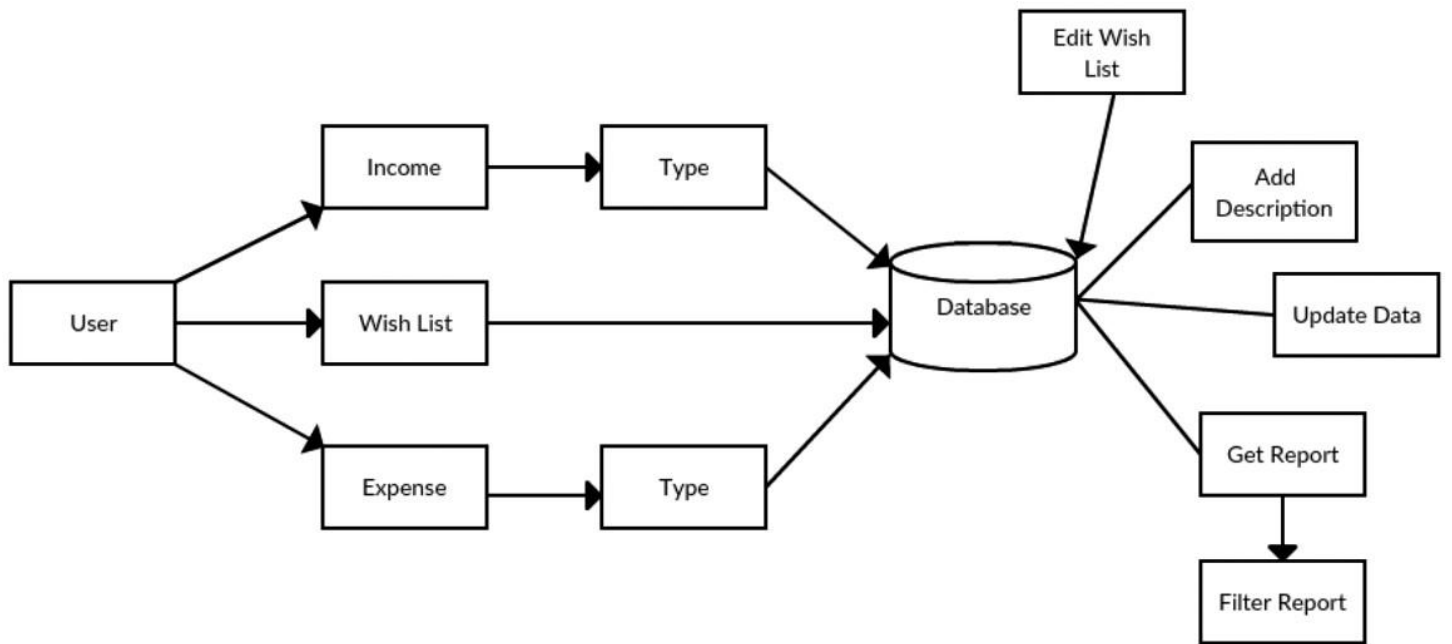 Edit Wish
List
Income
Type
Add
Description
User
Wish List
Database
Update Data
Expense
Type
Get Report
Filter Report